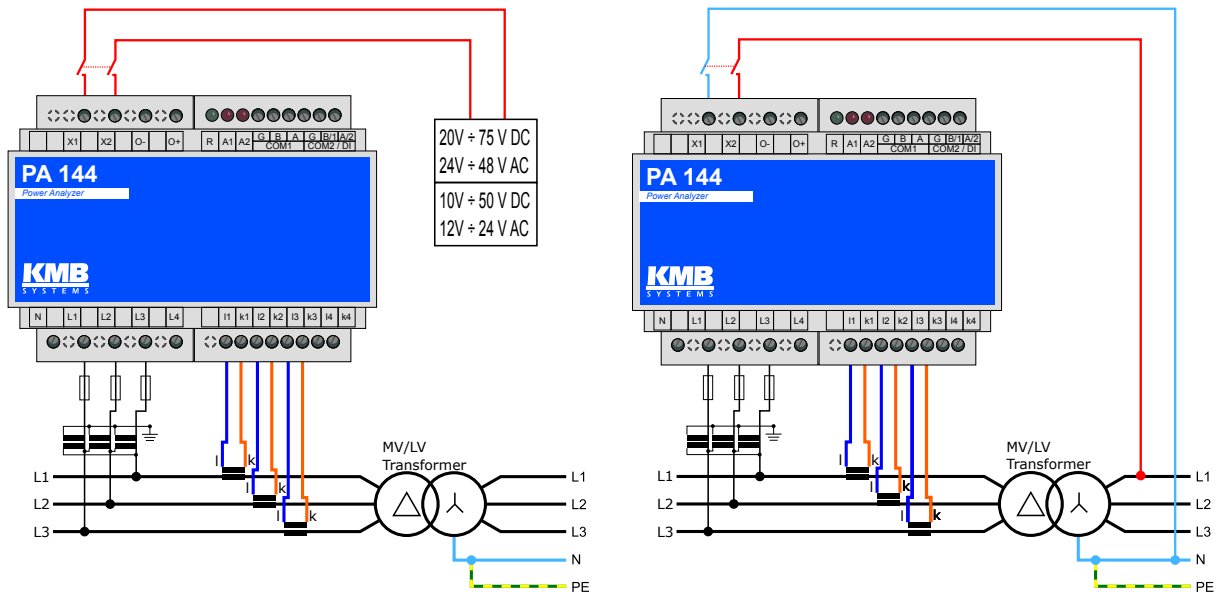 20V ÷ 75 V DC
24V ÷ 48 V AC
10V ÷ 50 V DC
12V ÷ 24 V AC
X1 X2 O- O+ R A1 A2 G B A G B/1 A/2
COM1 COM2 / DI
PA 144
Power Analyzer
KMB
SYSTEMS
N L1 L2 L3 L4 I1 k1 I2 k2 I3 k3 I4 k4
MV/LV
Transformer
l k
L1 L1
l k
L2 L2
l k
L3 L3
N
PE
X1 X2 O- O+ R A1 A2 G B A G B/1 A/2
COM1 COM2 / DI
PA 144
Power Analyzer
KMB
SYSTEMS
N L1 L2 L3 L4 I1 k1 I2 k2 I3 k3 I4 k4
MV/LV
Transformer
l k
L1 L1
l k
L2 L2
l k
L3 L3
N
PE